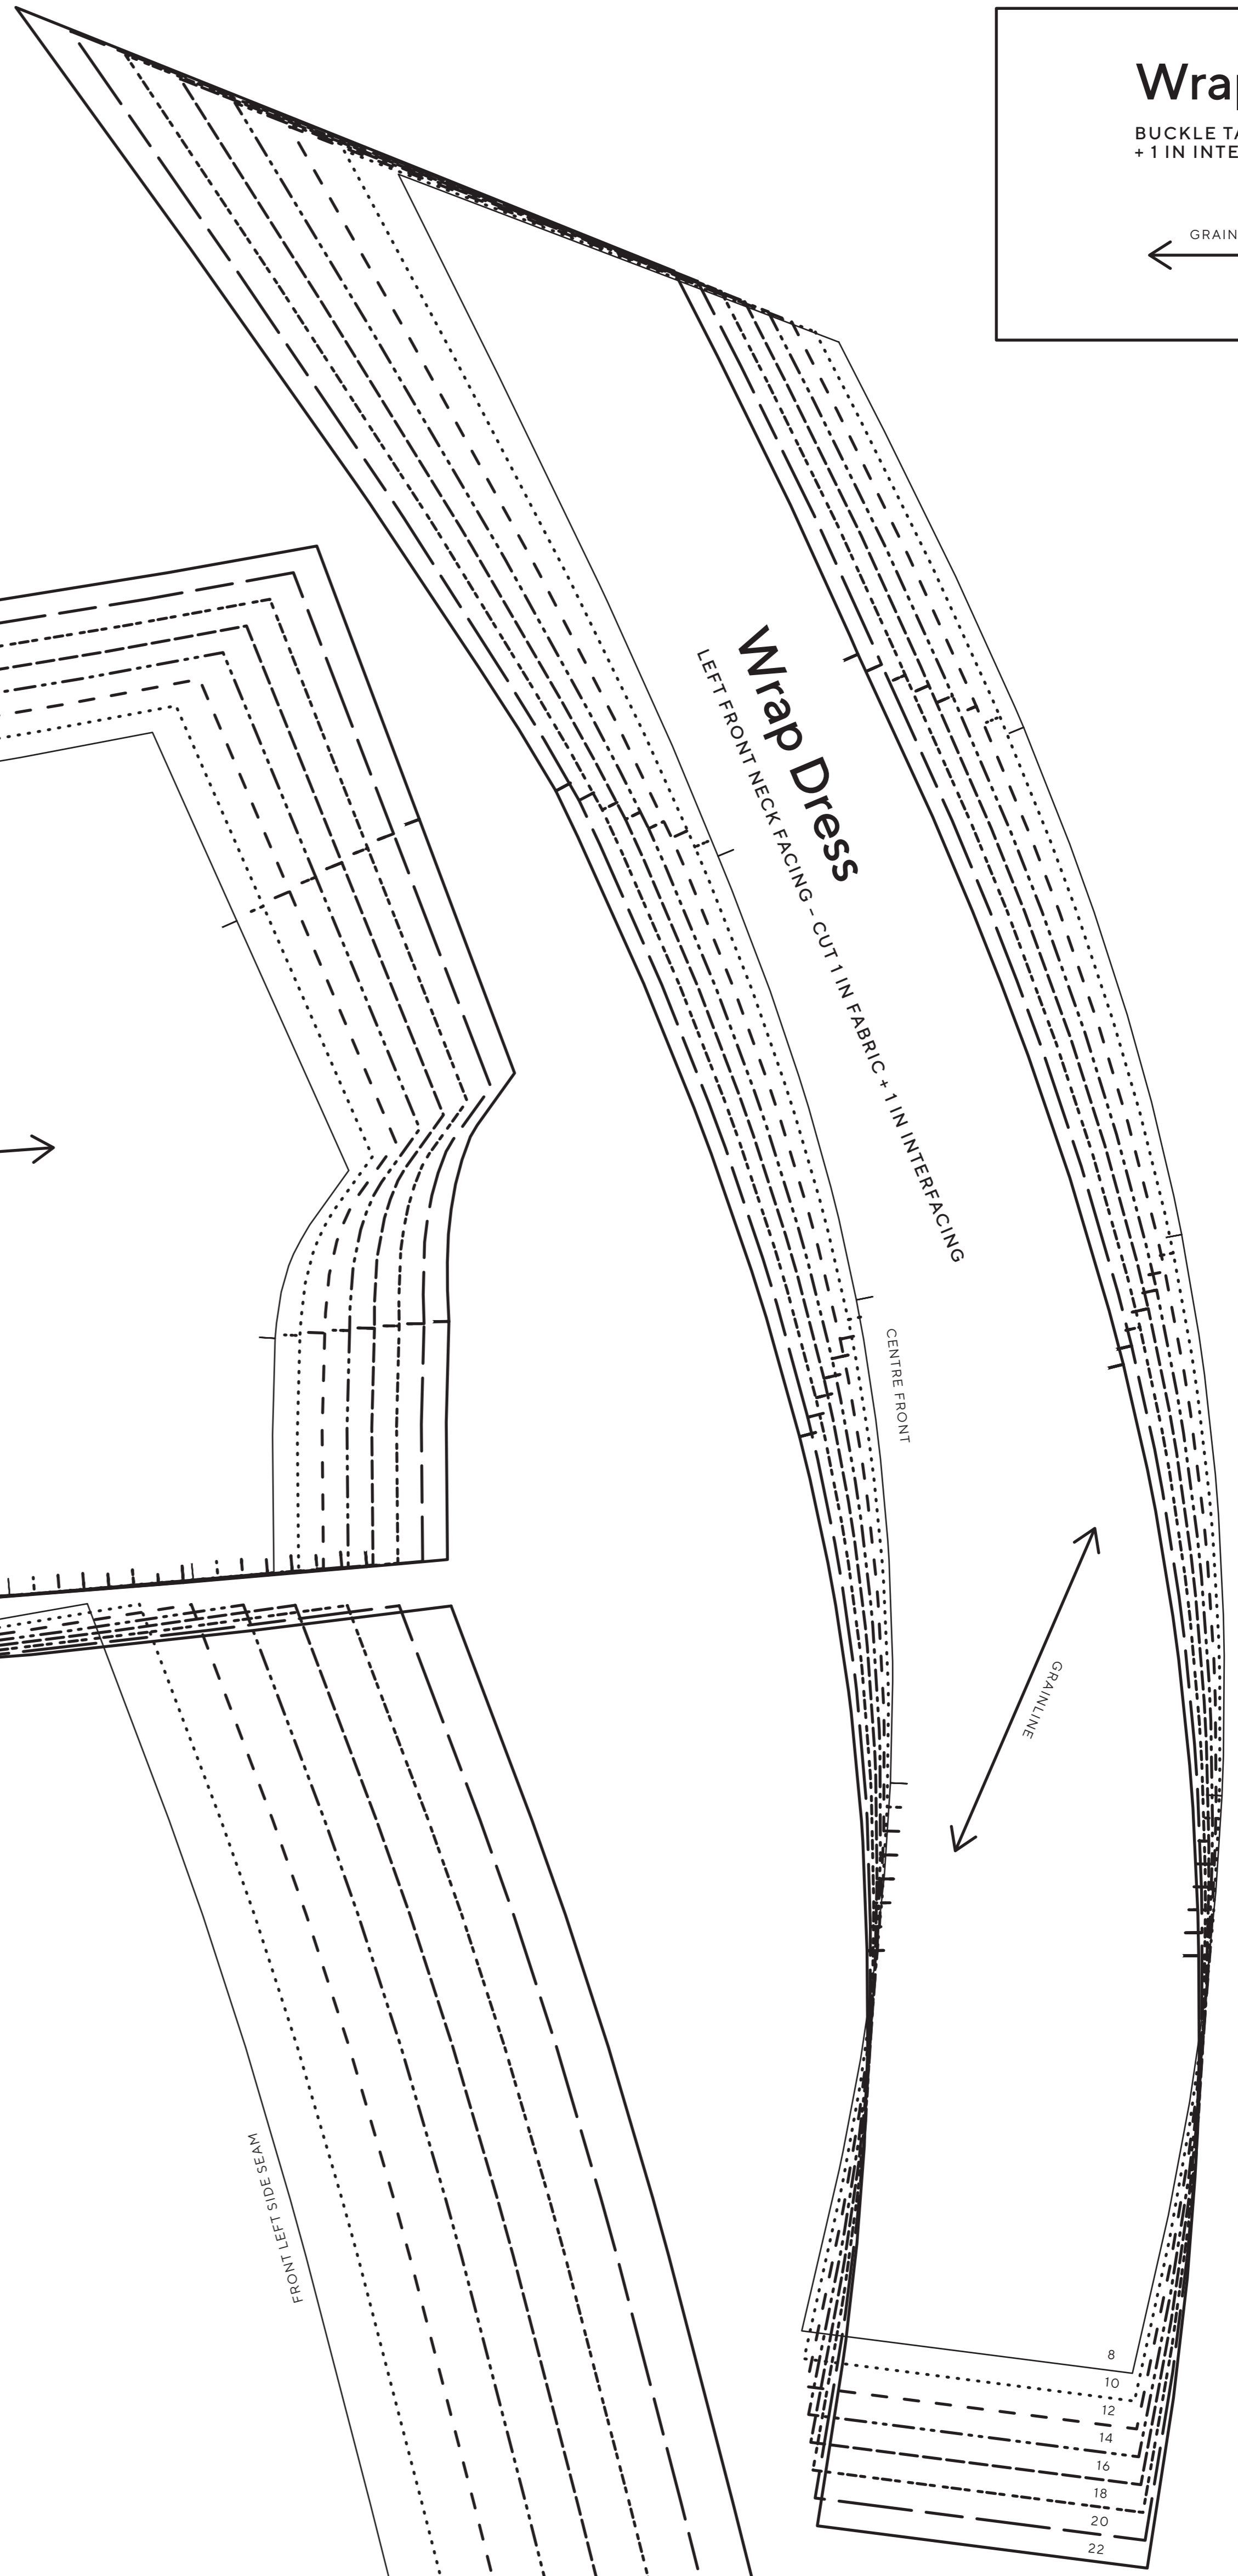 Wrap
BUCKLE TA
+ 1 IN INTE
GRAIN
Wrap Dress
LEFT FRONT NECK FACING - CUT 1 IN FABRIC + 1 IN INTERFACING
CENTRE FRONT
GRAINLINE
FRONT LEFT SIDE SEAM
8
10
12
14
16
18
20
22